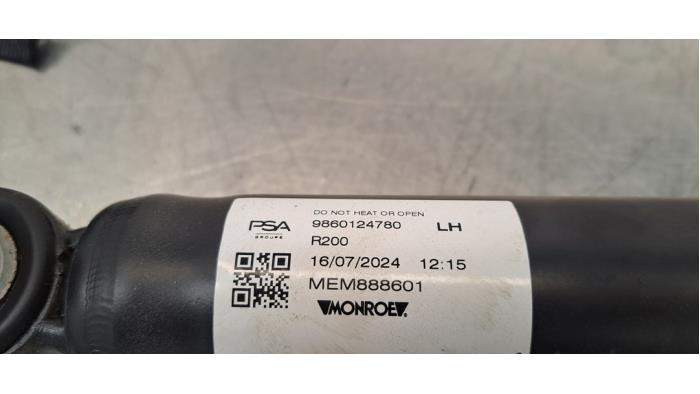 DO NOT HEAT OR OPEN
PSA 9860124780 LH
GROUPE R200
16/07/2024 12:15
MEM888601
MONROE